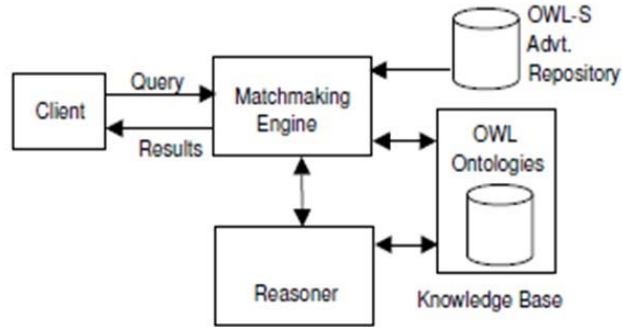 OWL-S
Advt.
Repository
Query
Client
Matchmaking
Engine
Results
OWL
Ontologies
Reasoner
Knowledge Base